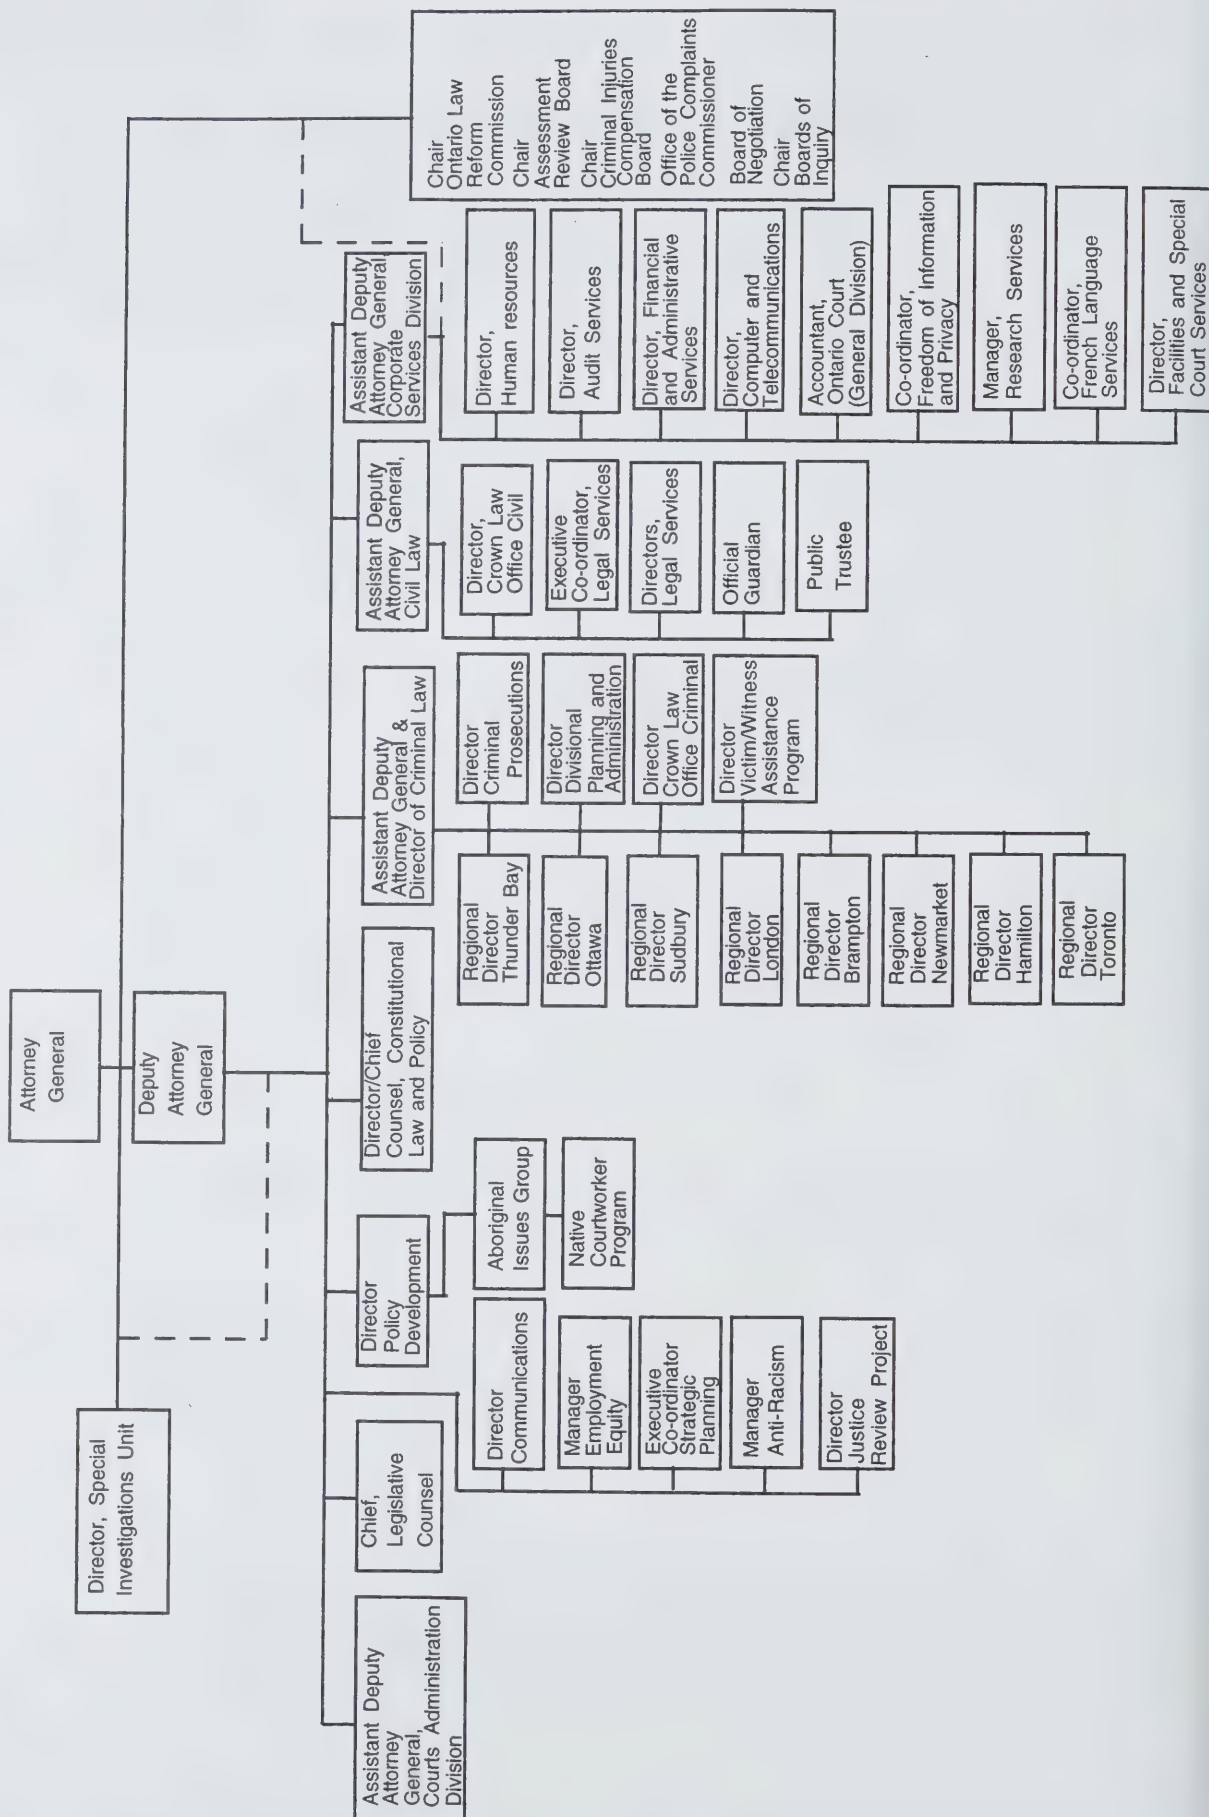 Attorney
General
Director, Special
Investigations Unit
Deputy
Attorney
General
Assistant Deputy
Attorney
General,
Courts Administration
Division
Chief,
Legislative
Counsel
Director
Communications
Manager
Employment
Equity
Executive
Co-ordinator
Strategic
Planning
Manager
Anti-Racism
Director
Justice
Review Project
Director
Policy
Development
Aboriginal
Issues Group
Native
Courtworker
Program
Director/Chief
Counsel, Constitutional
Law and Policy
Assistant Deputy
Attorney General &
Director of Criminal Law
Regional
Director
Thunder Bay
Regional
Director
Ottawa
Regional
Director
Sudbury
Regional
Director
London
Regional
Director
Brampton
Regional
Director
Newmarket
Regional
Director
Hamilton
Regional
Director
Toronto
Director
Criminal
Prosecutions
Director
Divisional
Planning and
Administration
Director
Crown Law
Office Criminal
Director
Victim/Witness
Assistance
Program
Assistant Deputy
Attorney General,
Civil Law
Director,
Crown Law
Office Civil
Executive
Co-ordinator,
Legal Services
Directors,
Legal Services
Official
Guardian
Public
Trustee
Assistant Deputy
Attorney General,
Corporate
Services Division
Director,
Human resources
Director,
Audit Services
Director, Financial
and Administrative
Services
Director,
Computer and
Telecommunications
Accountant,
Ontario Court
(General Division)
Co-ordinator,
Freedom of Information
and Privacy
Manager,
Research Services
Co-ordinator,
French Language
Services
Director,
Facilities and Special
Court Services
Chair
Ontario Law
Reform
Commission
Chair
Assessment
Review Board
Chair
Criminal Injuries
Compensation
Board
Office of the
Police Complaints
Commissioner
Board of
Negotiation
Chair
Boards of
Inquiry